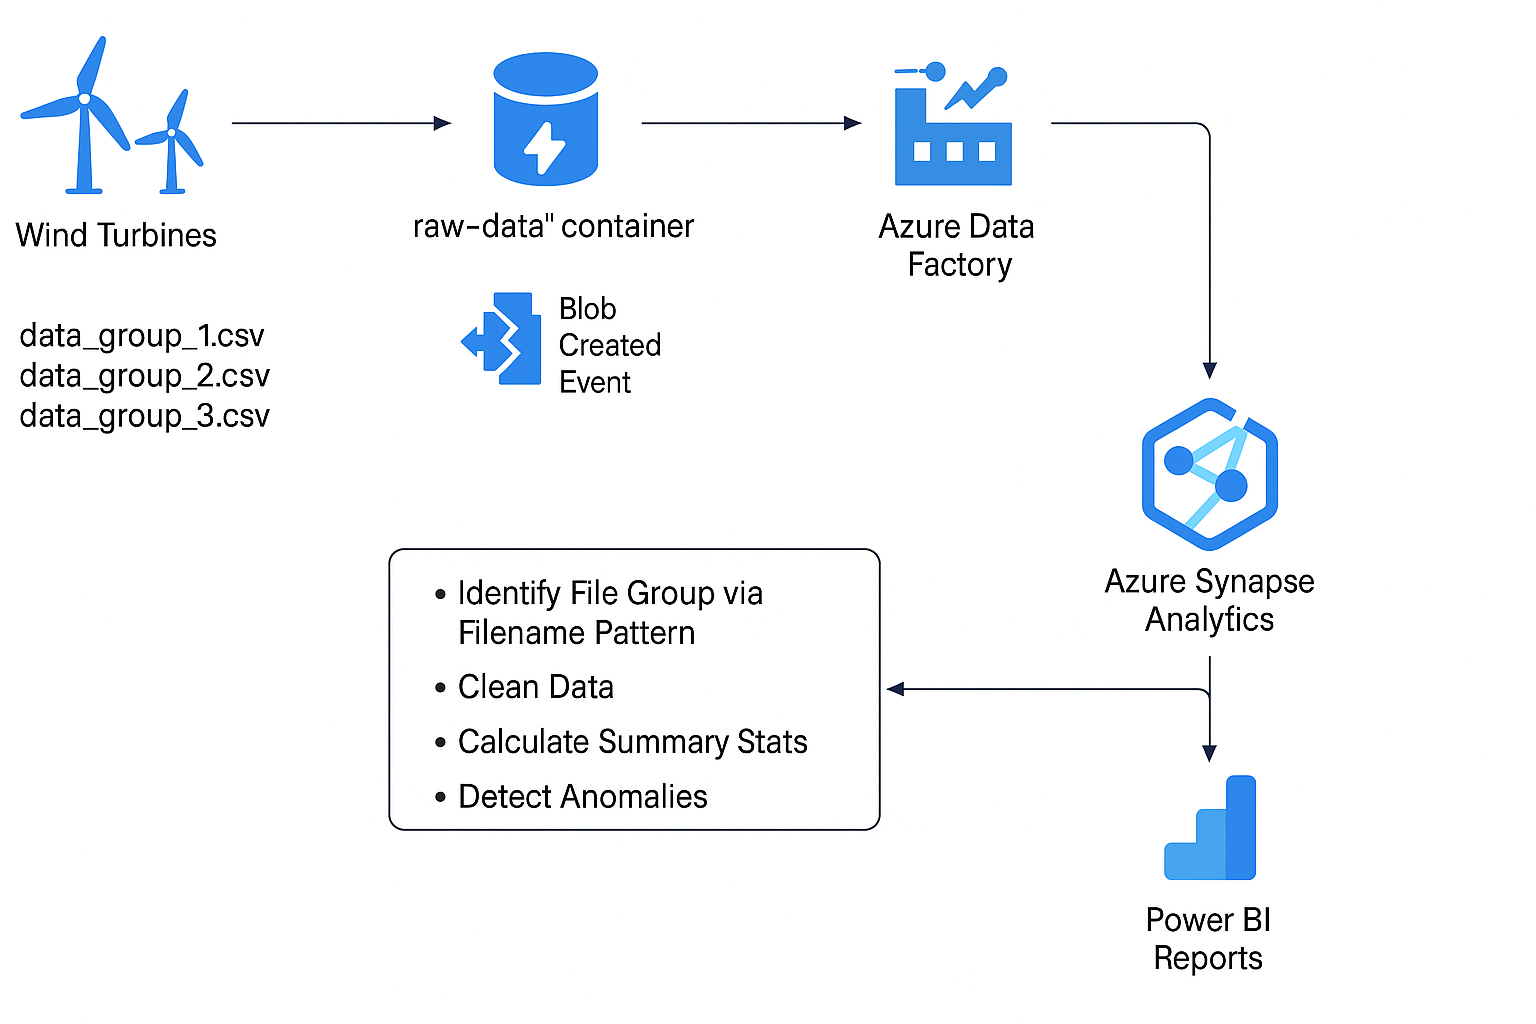 Wind Turbines
raw-data" container
Azure Data
Factory
data_group_1.csv
data_group_2.csv
data_group_3.csv
Blob
Created
Event
Azure Synapse
Analytics
• Identify File Group via
Filename Pattern
• Clean Data
• Calculate Summary Stats
• Detect Anomalies
Power BI
Reports